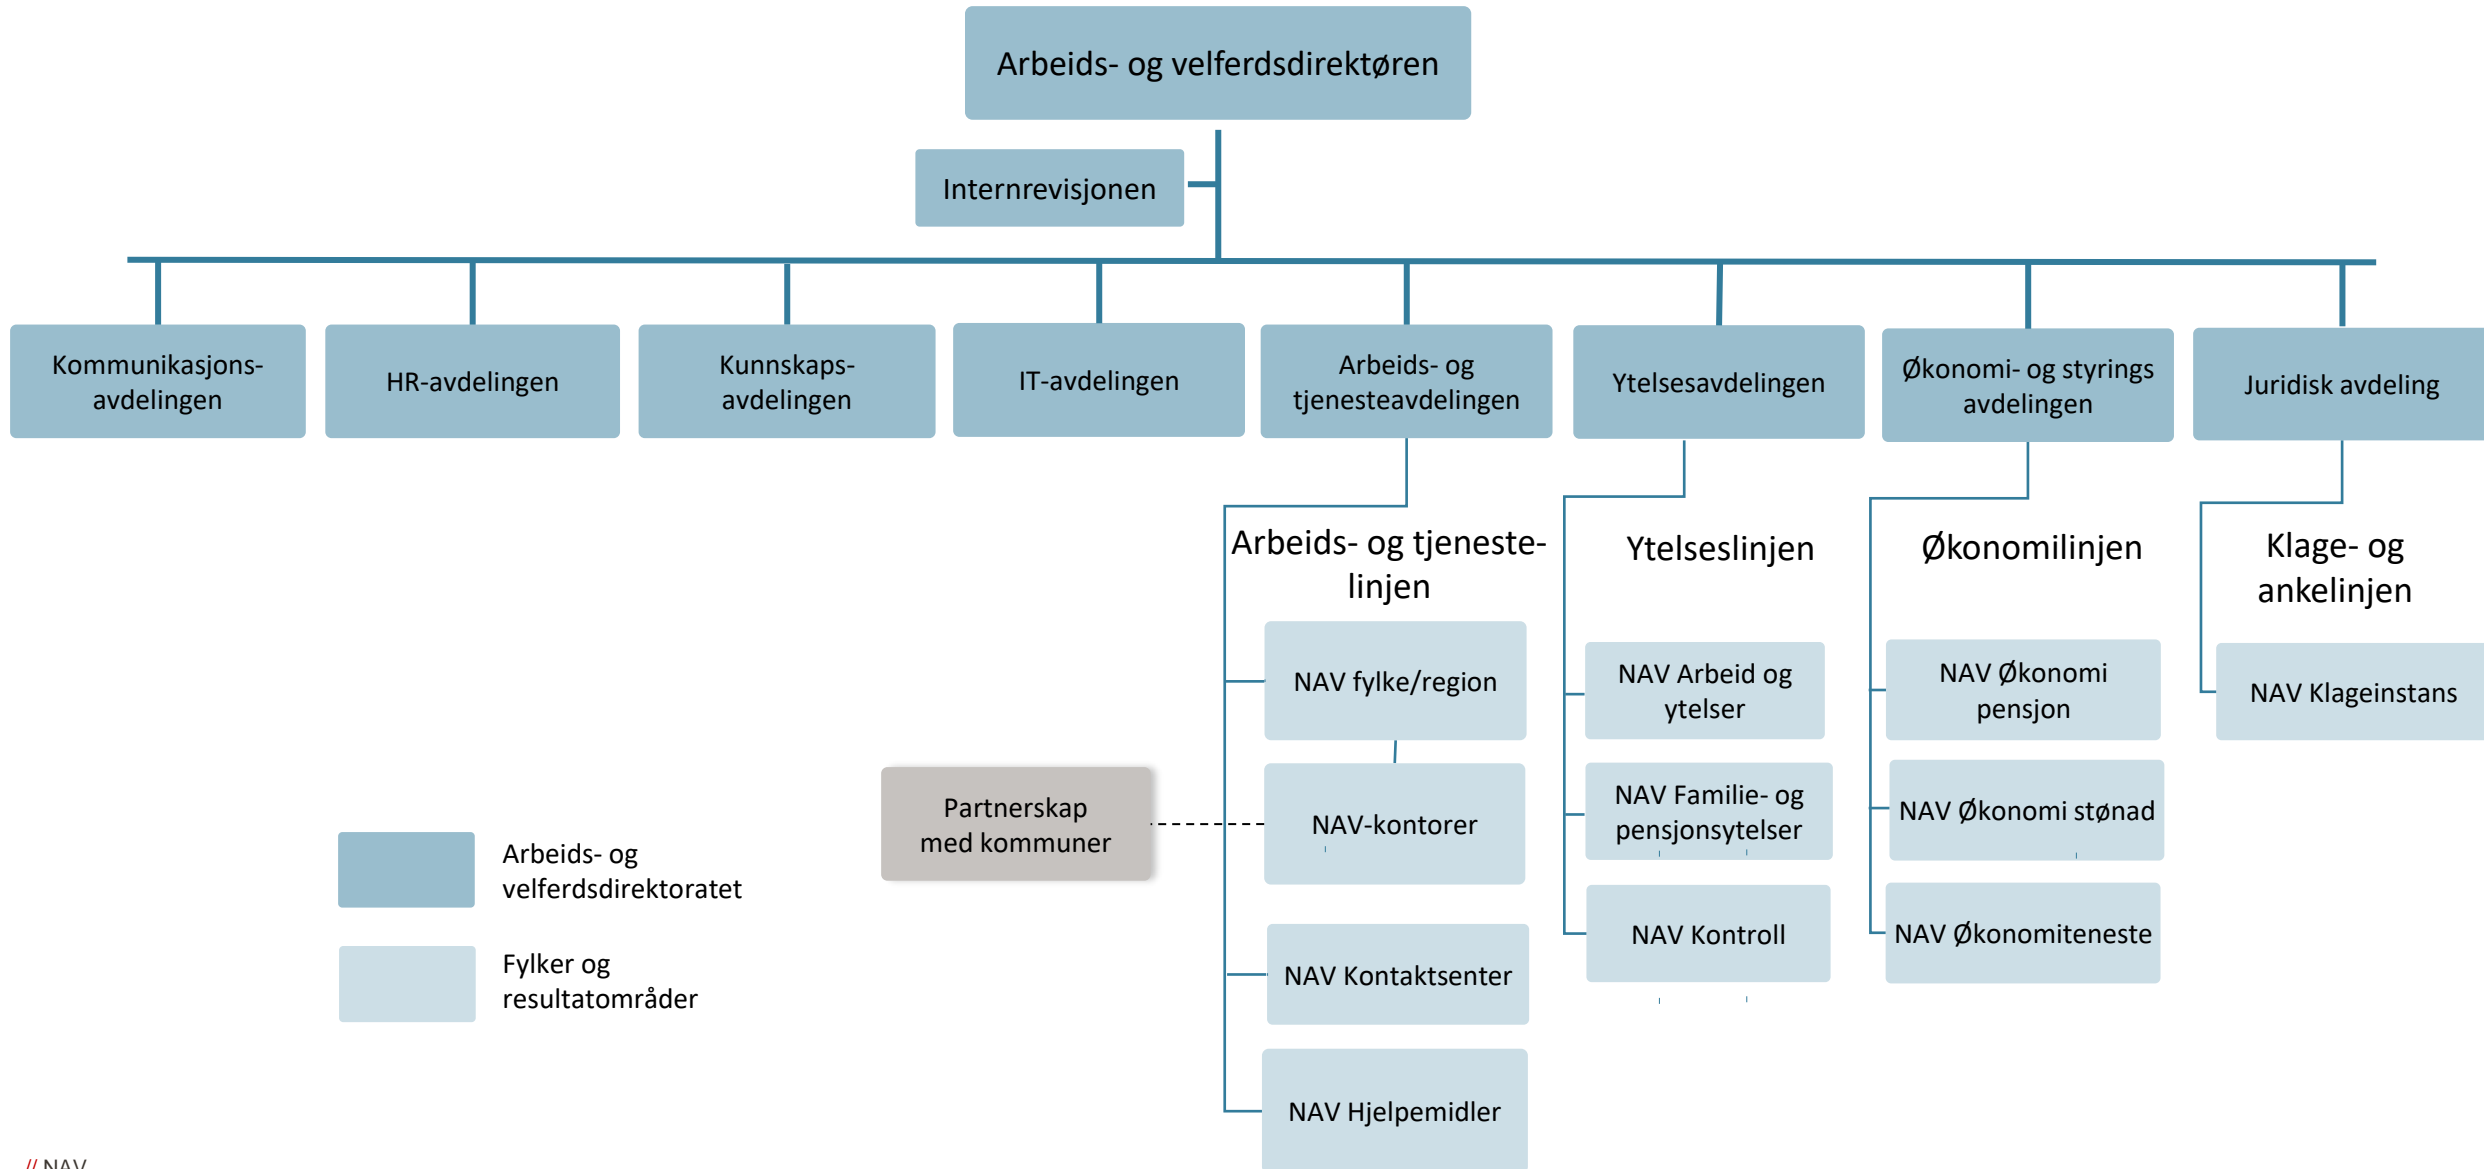 Arbeids- og velferdsdirektøren
Internrevisjonen
Kommunikasjons-
avdelingen
HR-avdelingen
Kunnskaps-
avdelingen
IT-avdelingen
Arbeids- og
tjenesteavdelingen
Ytelsesavdelingen
Økonomi- og styrings
avdelingen
Juridisk avdeling
Arbeids- og tjeneste-
linjen
NAV fylke/region
NAV-kontorer
Partnerskap
med kommuner
NAV Kontaktsenter
NAV Hjelpemidler
Ytelseslinjen
NAV Arbeid og
ytelser
NAV Familie- og
pensjonsytelser
NAV Kontroll
Økonomilinjen
NAV Økonomi
pensjon
NAV Økonomi stønad
NAV Økonomiteneste
Klage- og
ankelinjen
NAV Klageinstans
Arbeids- og
velferdsdirektoratet
Fylker og
resultatområder
// NAV